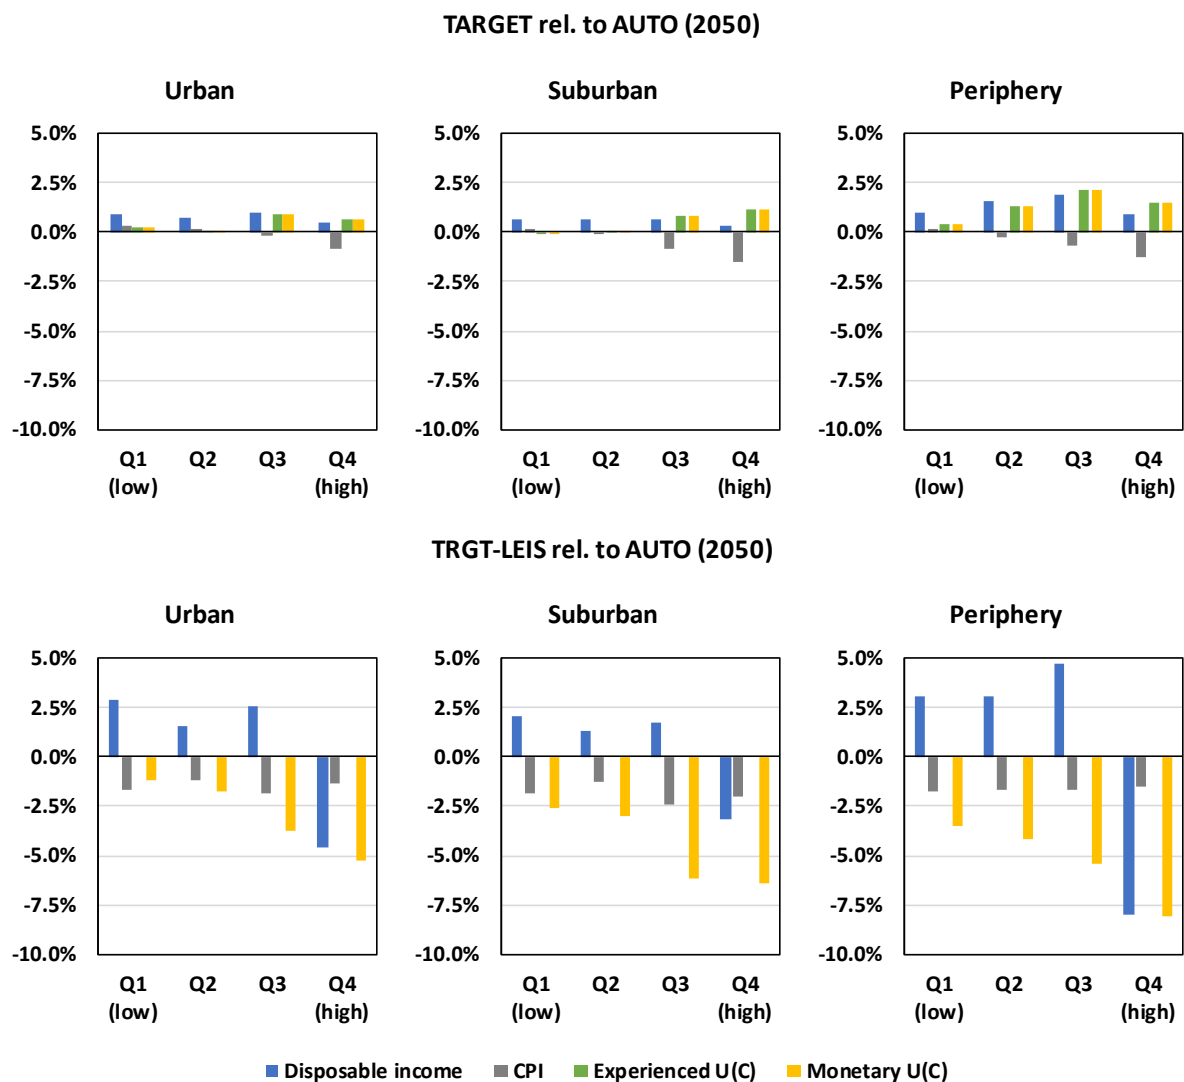 TARGET rel. to AUTO (2050)
Urban
Suburban
Periphery
5.0%
2.5%
0.0%
-2.5%
-5.0%
-7.5%
-10.0%
Q1 Q2 Q3 Q4
(low) (high)
5.0%
2.5%
0.0%
-2.5%
-5.0%
-7.5%
-10.0%
Q1 Q2 Q3 Q4
(low) (high)
5.0%
2.5%
0.0%
-2.5%
-5.0%
-7.5%
-10.0%
Q1 Q2 Q3 Q4
(low) (high)
TRGT-LEIS rel. to AUTO (2050)
Urban
Suburban
Periphery
5.0%
2.5%
0.0%
-2.5%
-5.0%
-7.5%
-10.0%
Q1 Q2 Q3 Q4
(low) (high)
5.0%
2.5%
0.0%
-2.5%
-5.0%
-7.5%
-10.0%
Q1 Q2 Q3 Q4
(low) (high)
5.0%
2.5%
0.0%
-2.5%
-5.0%
-7.5%
-10.0%
Q1 Q2 Q3 Q4
(low) (high)
Disposable income CPI Experienced U(C) Monetary U(C)